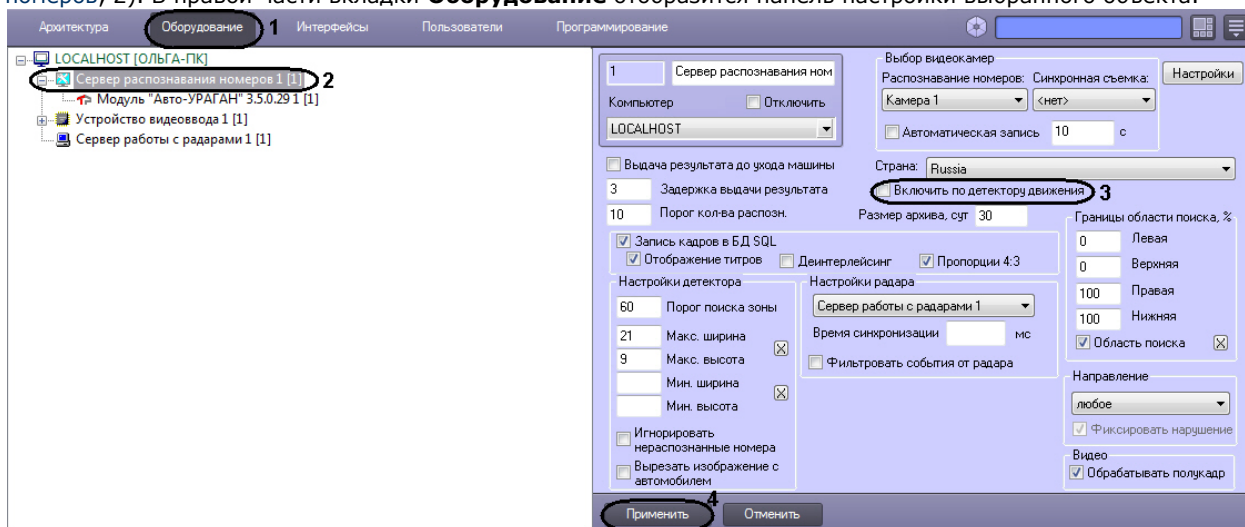 номеров, 2). В правой части вкладки Оборудование отобразится панель настройки выбранного объекта.
Архитектура Оборудование 1 Интерфейсы Пользователи Программирование
LOCALHOST [ОЛЬГА-ПК]
Сервер распознавания номеров 1 [1] 2
Модуль "Авто-УРАГАН" 3.5.0.29 1 [1]
Устройство видеоввода 1 [1]
Сервер работы с радарами 1 [1]
1 Сервер распознавания ном
Компьютер Отключить
LOCALHOST
Выбор видеокамер
Распознавание номеров: Синхронная съемка: Настройки
Камера 1 <нет>
Автоматическая запись 10 с
Выдача результата до ухода машины
Страна: Russia
3 Задержка выдачи результата
Включить по детектору движения 3
10 Порог кол-ва распозн.
Размер архива, сут 30
Запись кадров в БД SQL
Отображение титров Деинтерлейсинг Пропорции 4:3
Границы области поиска, %
0 Левая
0 Верхняя
100 Правая
100 Нижняя
Область поиска
Настройки детектора
60 Порог поиска зоны
21 Макс. ширина
9 Макс. высота
Мин. ширина
Мин. высота
Игнорировать
нераспознанные номера
Вырезать изображение с
автомобилем
Настройки радара
Сервер работы с радарами 1
Время синхронизации мс
Фильтровать события от радара
Направление
любое
Фиксировать нарушение
Видео
Обрабатывать полукадр
4
Применить Отменить